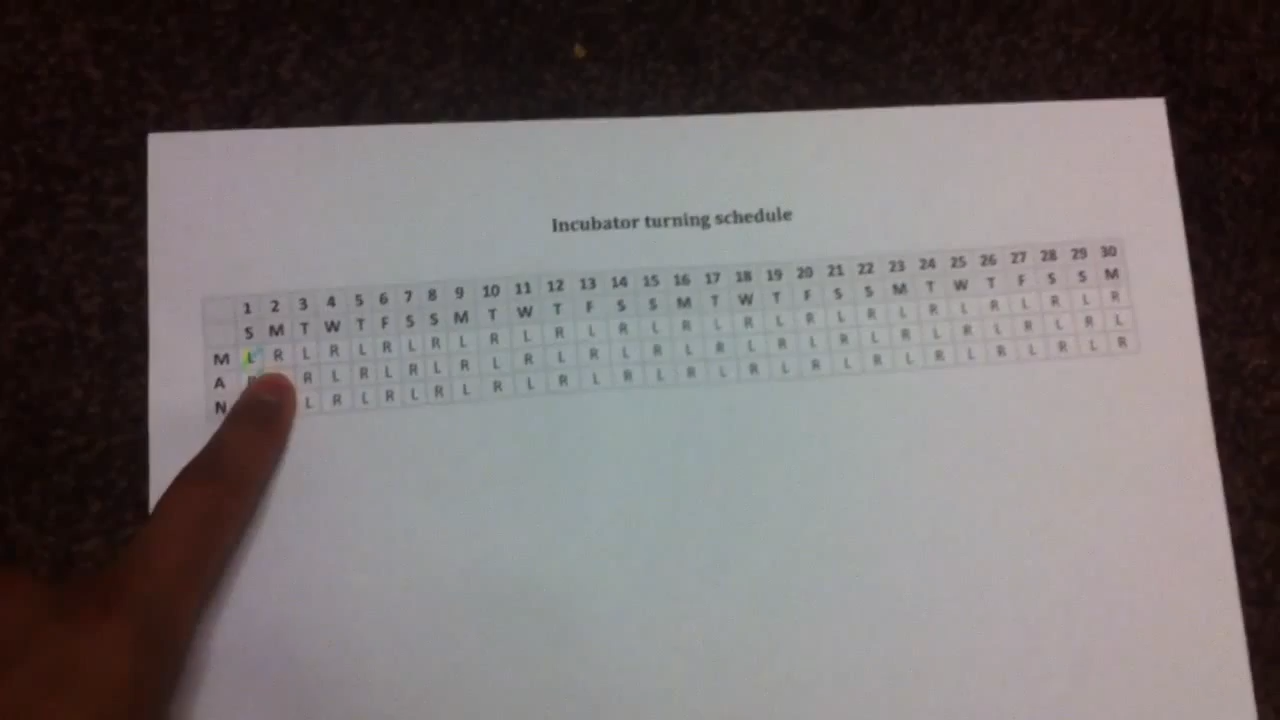 Incubator turning schedule
1 2 3 4 5 6 7 8 9 10 11 12 13 14 15 16 17 18 19 20 21 22 23 24 25 26 27 28 29 30
S M T W T F S S M T W T F S S M T W T F S S M T W T F S S M
M L R L R L R L R L R L R L R L R L R L R L R L R L R L R L R
A R L R L R L R L R L R L R L R L R L R L R L R L R L R L
N L R L R L R L R L R L R L R L R L R L R L R L R L R L R